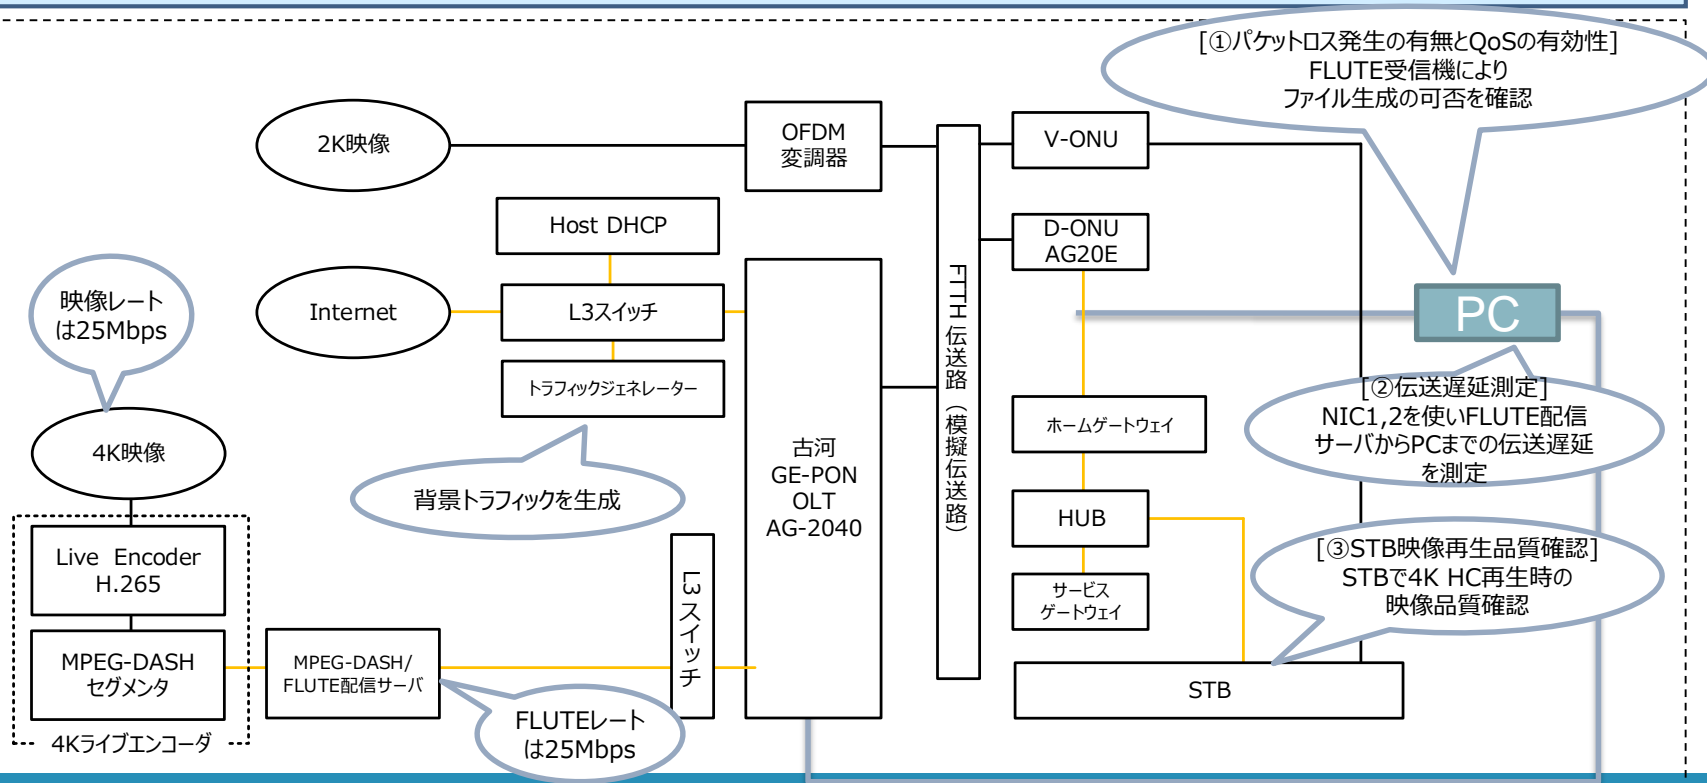 [①パケットロス発生の有無とQoSの有効性]
FLUTE受信機により
ファイル生成の可否を確認
2K映像
OFDM
変調器
V-ONU
Host DHCP
D-ONU
AG20E
Internet
L3スイッチ
映像レート
は25Mbps
トラフィックジェネレーター
FTTH伝送路（模擬伝送路）
PC
[②伝送遅延測定]
NIC1,2を使いFLUTE配信
サーバからPCまでの伝送遅延
を測定
4K映像
背景トラフィックを生成
古河
GE-PON
OLT
AG-2040
ホームゲートウェイ
HUB
[③STB映像再生品質確認]
STBで4K HC再生時の
映像品質確認
Live Encoder
H.265
L3スイッチ
サービス
ゲートウェイ
MPEG-DASH
セグメンタ
MPEG-DASH/
FLUTE配信サーバ
STB
FLUTEレート
は25Mbps
4Kライブエンコーダ